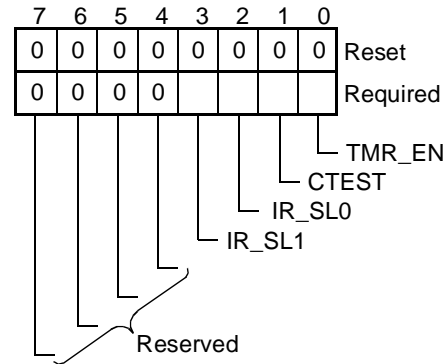 7 6 5 4 3 2 1 0
0 0 0 0 0 0 0 0 Reset
0 0 0 0 Required
TMR_EN
CTEST
IR_SL0
IR_SL1
Reserved